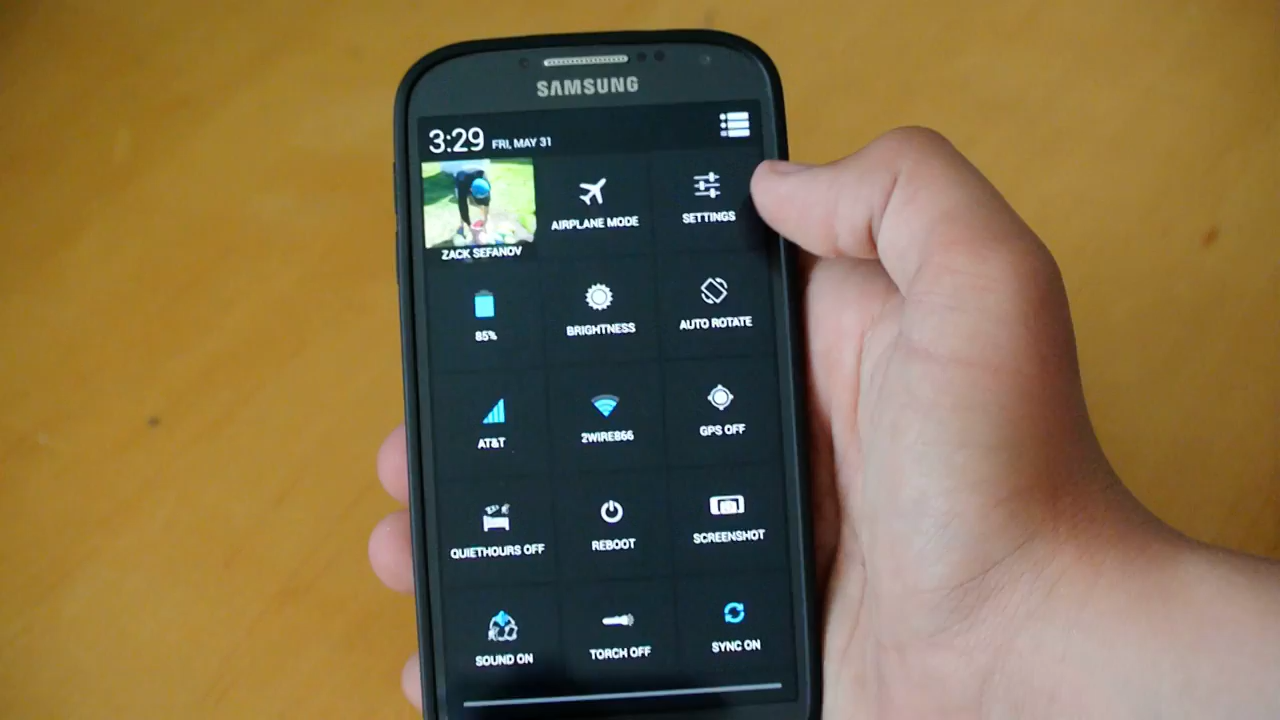 SAMSUNG
3:29 FRI, MAY 31
ZACK SEFANOV
AIRPLANE MODE
SETTINGS
85%
BRIGHTNESS
AUTO ROTATE
AT&T
2WIRE866
GPS OFF
QUIETHOURS OFF
REBOOT
SCREENSHOT
SOUND ON
TORCH OFF
SYNC ON